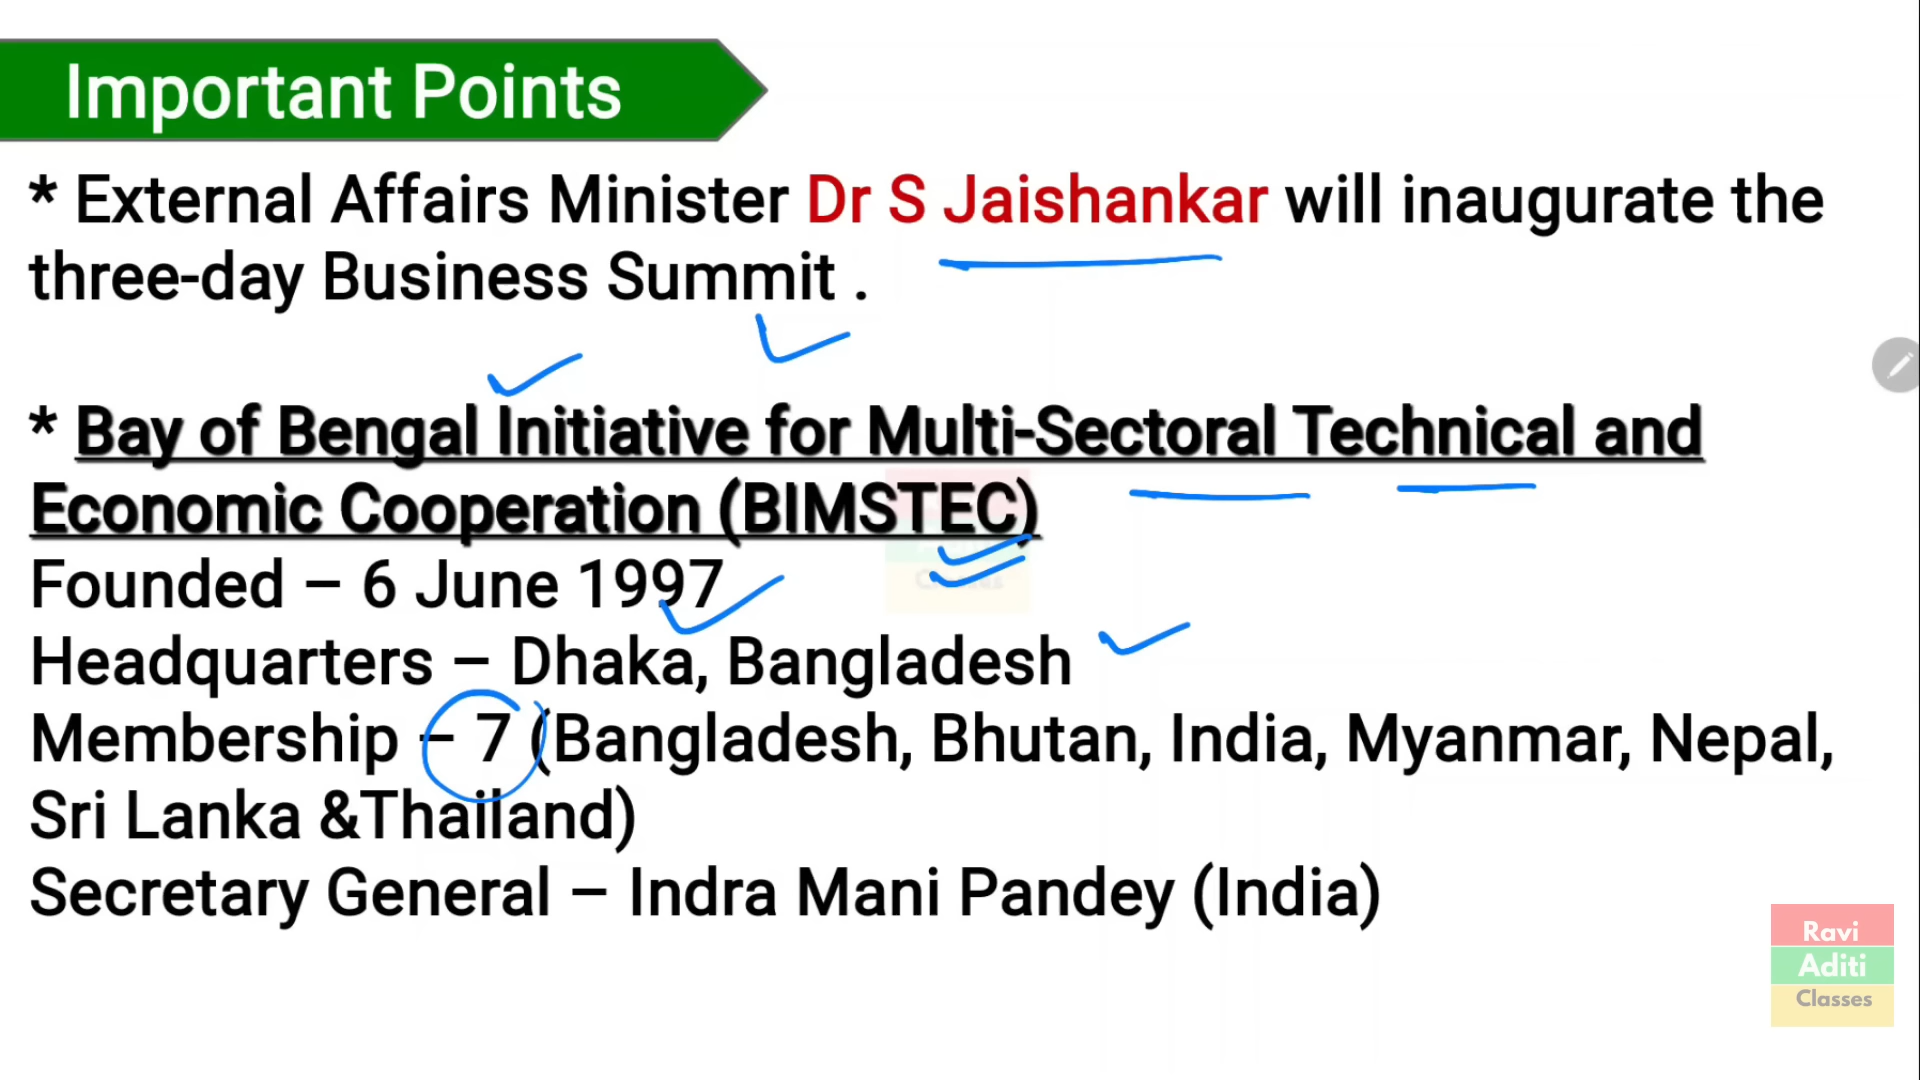 Important Points
* External Affairs Minister Dr S Jaishankar will inaugurate the
three-day Business Summit .
* Bay of Bengal Initiative for Multi-Sectoral Technical and
Economic Cooperation (BIMSTEC)
Founded – 6 June 1997
Headquarters – Dhaka, Bangladesh
Membership – 7 (Bangladesh, Bhutan, India, Myanmar, Nepal,
Sri Lanka &Thailand)
Secretary General – Indra Mani Pandey (India)
Ravi
Aditi
Classes